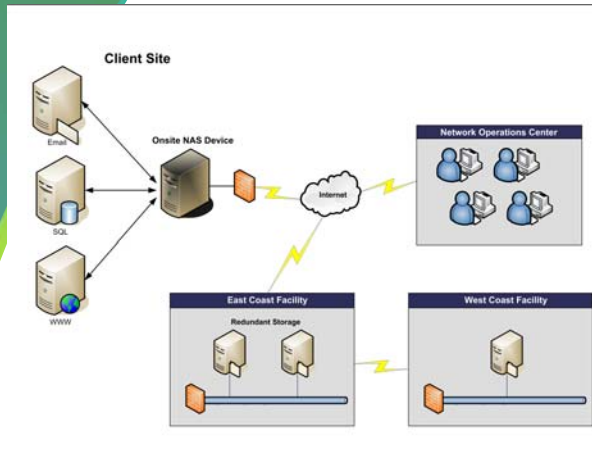 Client Site
Email
Onsite NAS Device
SQL
WWW
Internet
Network Operations Center
East Coast Facility
Redundant Storage
West Coast Facility